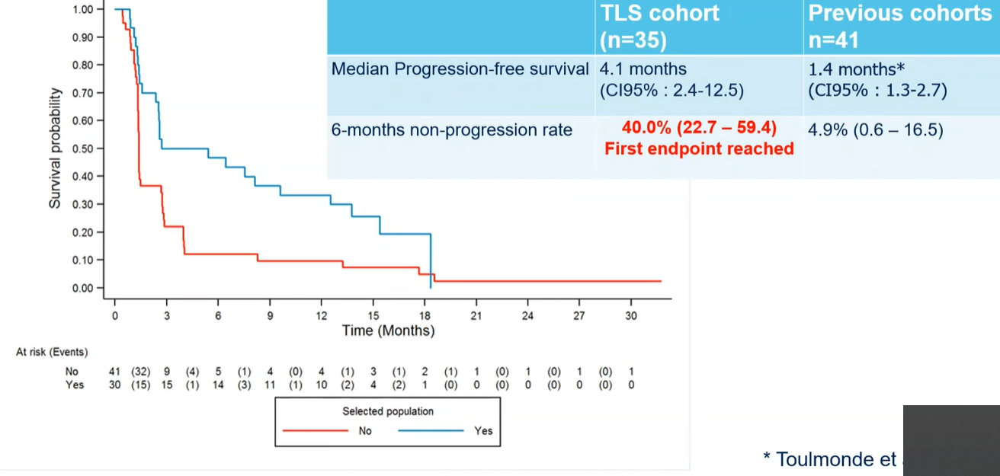 TLS cohort (n=35)
Previous cohorts n=41
Median Progression-free survival
4.1 months
(CI95% : 2.4-12.5)
1.4 months*
(CI95% : 1.3-2.7)
6-months non-progression rate
40.0% (22.7 – 59.4)
First endpoint reached
4.9% (0.6 – 16.5)
Survival probability
1.00
0.90
0.80
0.70
0.60
0.50
0.40
0.30
0.20
0.10
0.00
0 3 6 9 12 15 18 21 24 27 30
Time (Months)
At risk (Events)
No 41 (32) 9 (4) 5 (1) 4 (0) 4 (1) 3 (1) 2 (1) 1 (0) 1 (0) 1 (0) 1
Yes 30 (15) 15 (1) 14 (3) 11 (1) 10 (2) 4 (2) 1 (0) 0 (0) 0 (0) 0 (0) 0
Selected population
No Yes
* Toulmonde et